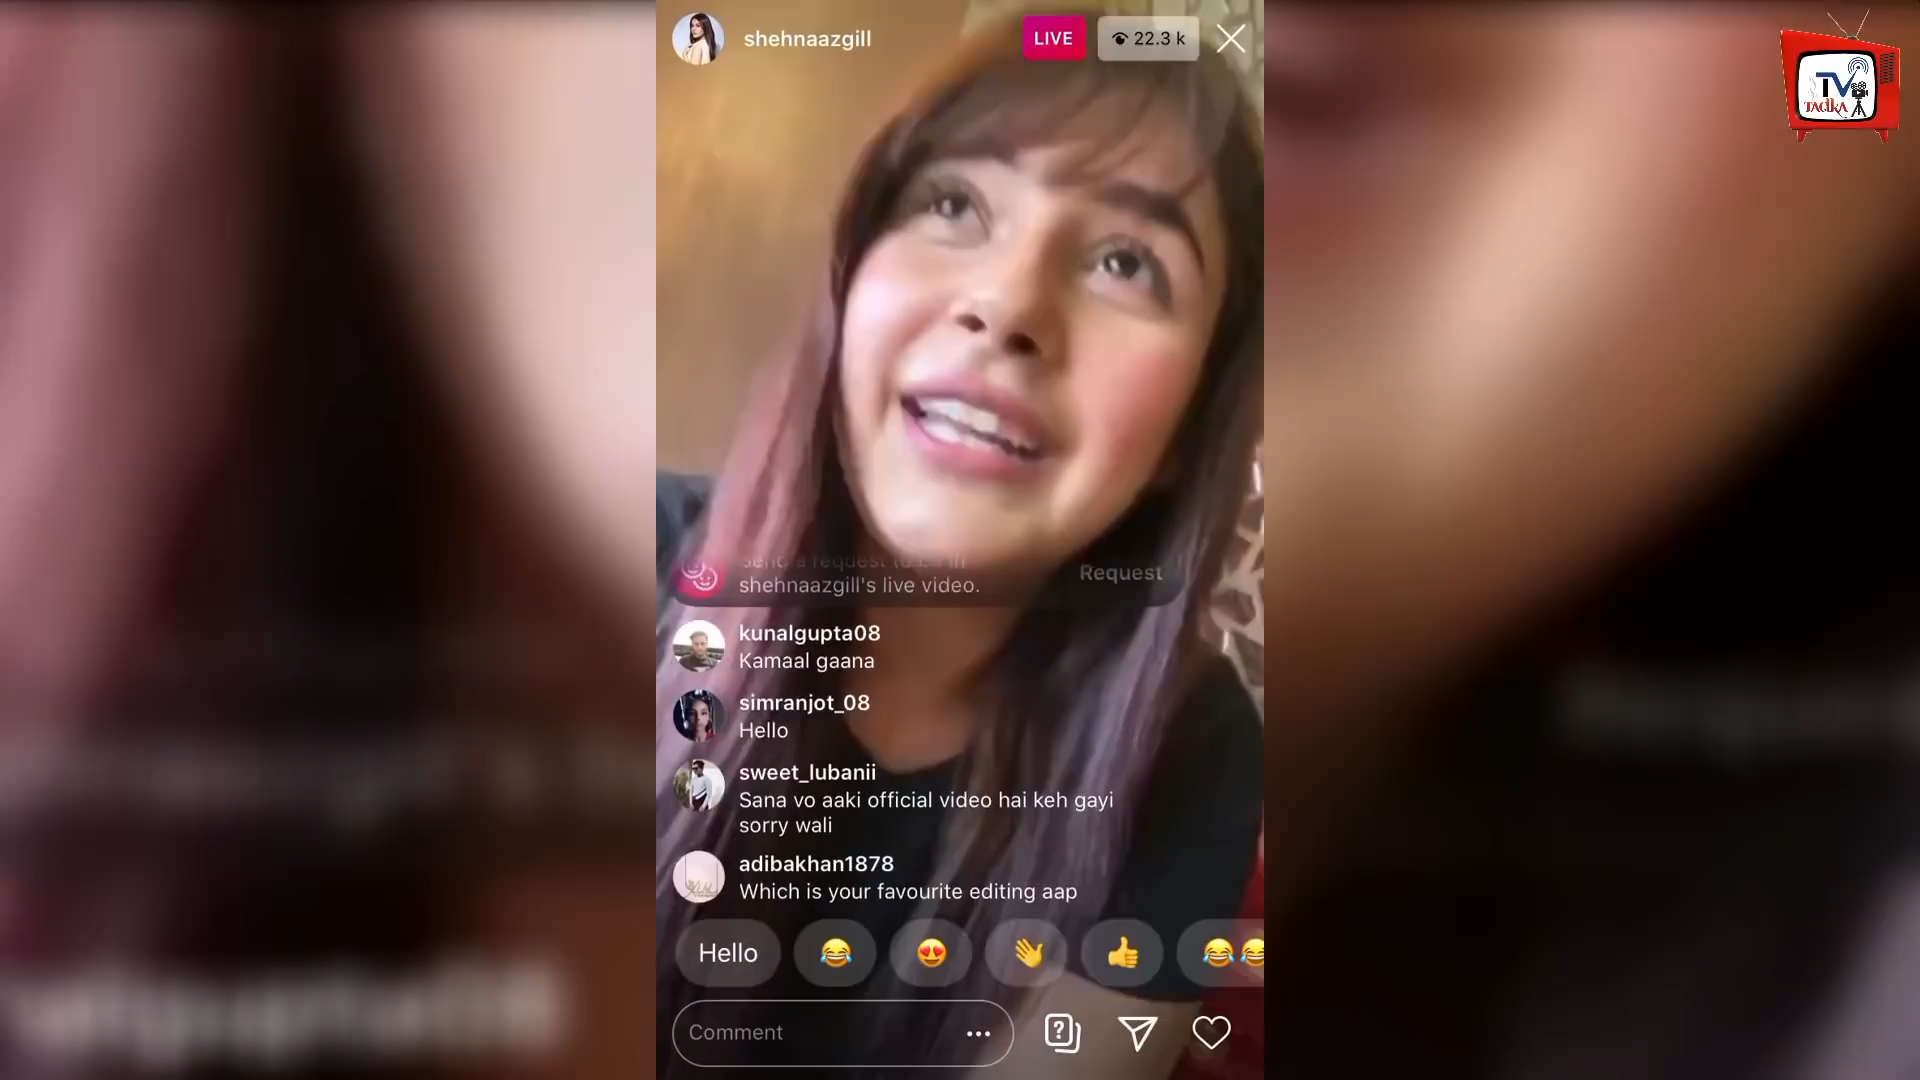 shehnaazgill
LIVE
22.3 k
TV
TADKA
shehnaazgill's live video.
Request
kunalgupta08
Kamaal gaana
simranjot_08
Hello
sweet_lubanii
Sana vo aaki official video hai keh gayi
sorry wali
adibakhan1878
Which is your favourite editing aap
Hello
Comment